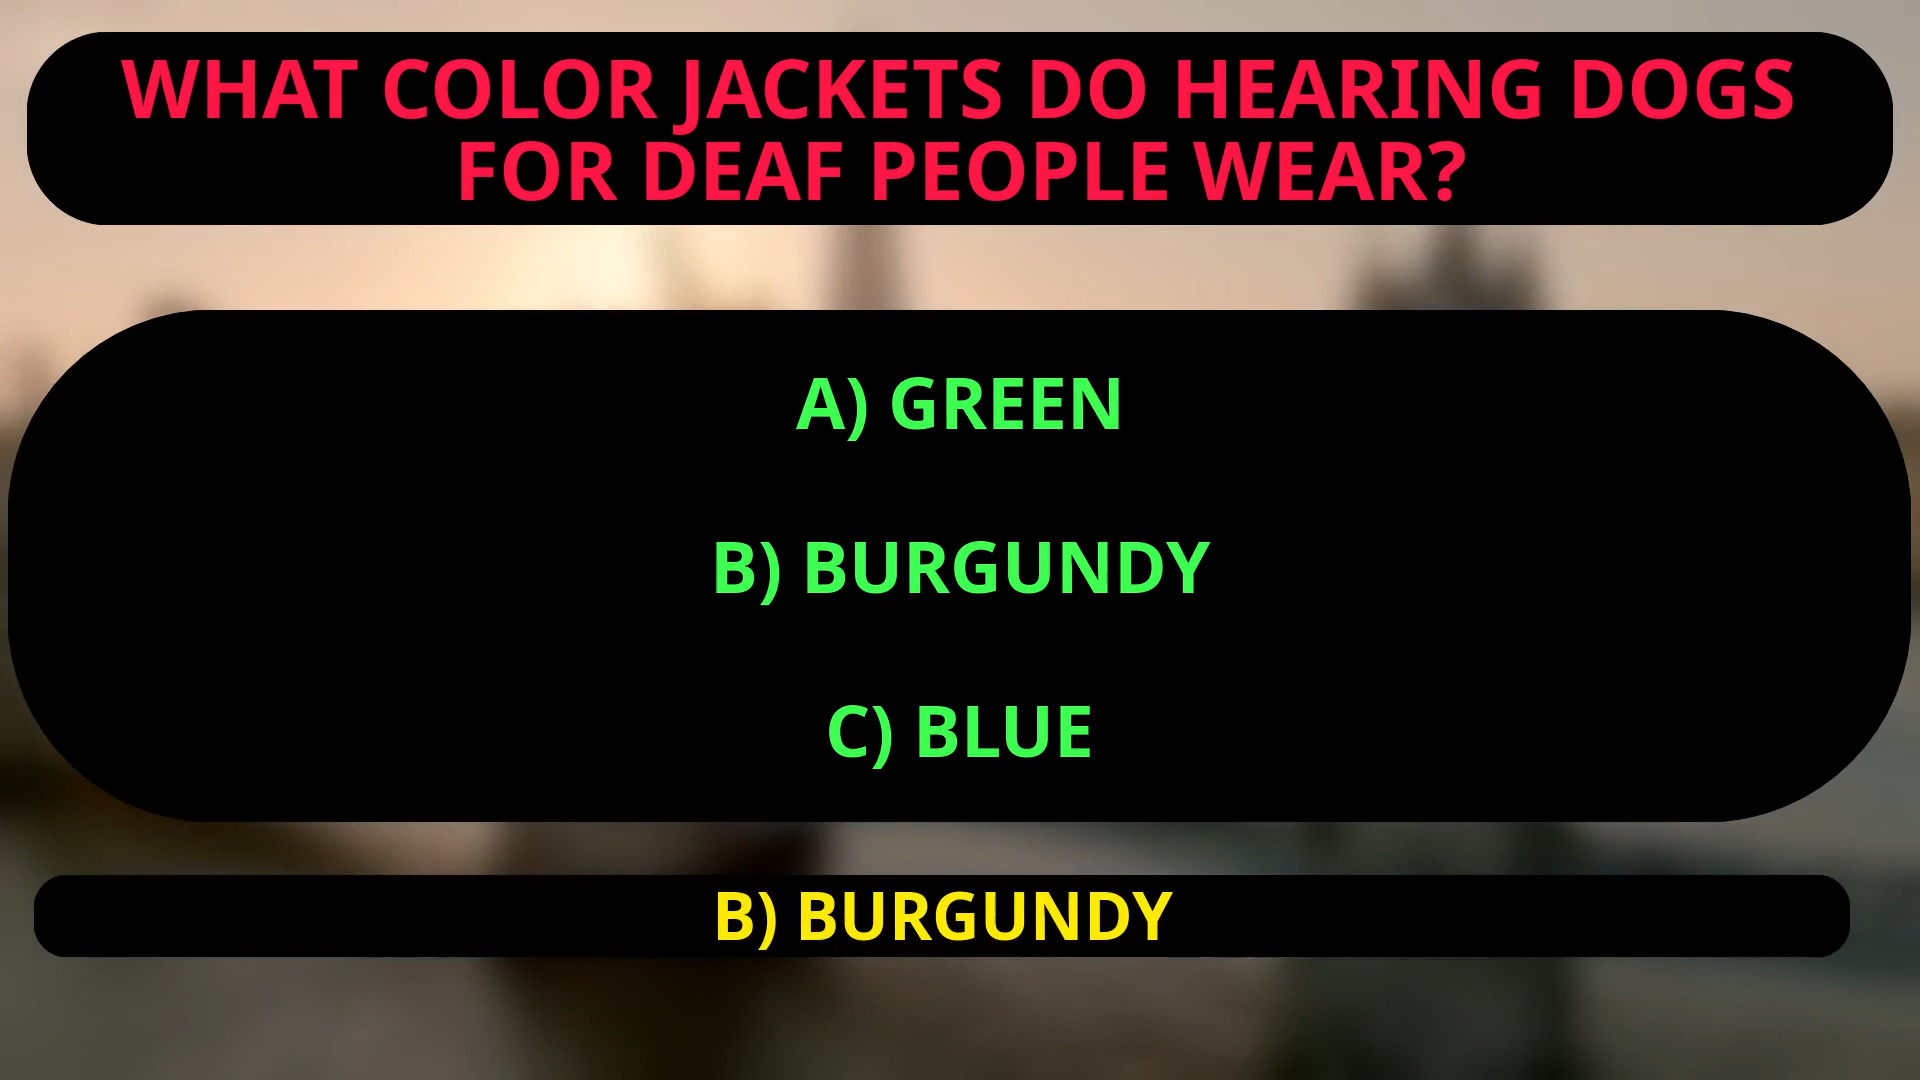 WHAT COLOR JACKETS DO HEARING DOGS
FOR DEAF PEOPLE WEAR?
A) GREEN
B) BURGUNDY
C) BLUE
B) BURGUNDY